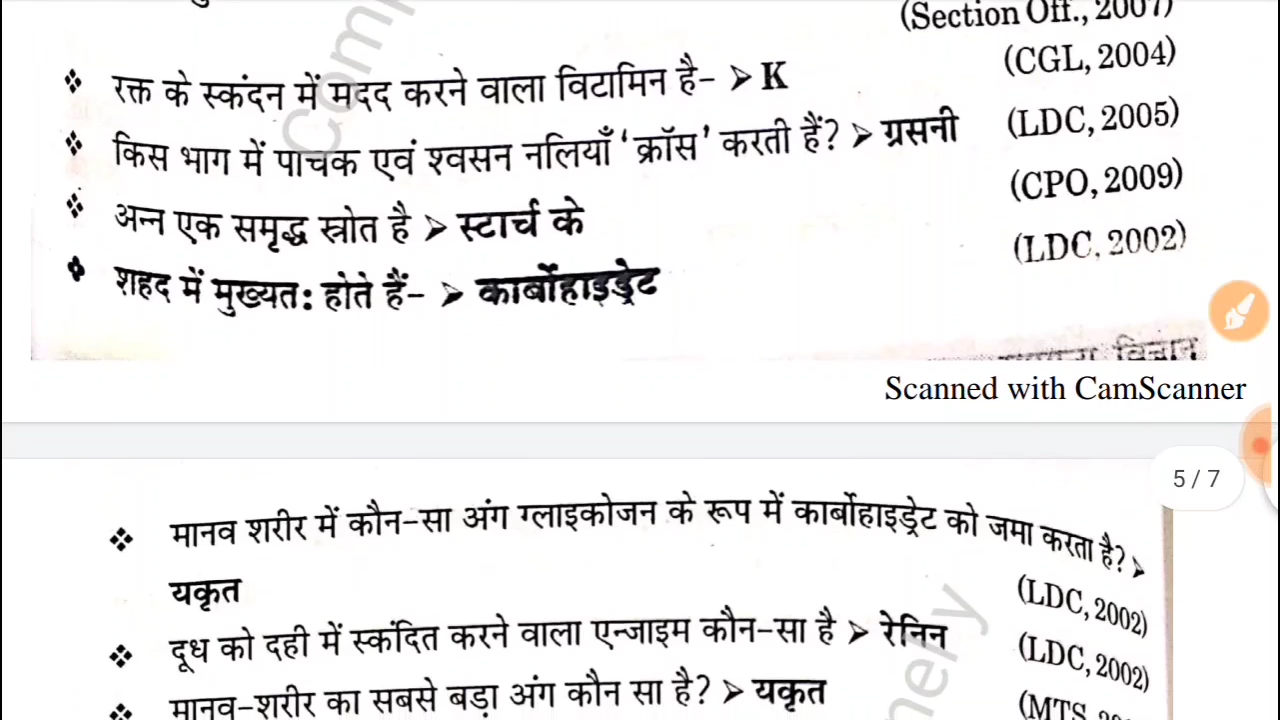 (Section Off., 2007)
❖ रक्त के स्कंदन में मदद करने वाला विटामिन है- ➤ K (CGL, 2004)
❖ किस भाग में पाचक एवं श्वसन नलियाँ ‘क्रॉस’ करती हैं? ➤ ग्रसनी (LDC, 2005)
❖ अन्न एक समृद्ध स्रोत है ➤ स्टार्च के (CPO, 2009)
❖ शहद में मुख्यत: होते हैं- ➤ कार्बोहाइड्रेट (LDC, 2002)
विज्ञान
Scanned with CamScanner
5 / 7
❖ मानव शरीर में कौन-सा अंग ग्लाइकोजन के रूप में कार्बोहाइड्रेट को जमा करता है? ➤
यकृत (LDC, 2002)
❖ दूध को दही में स्कंदित करने वाला एन्जाइम कौन-सा है ➤ रेनिन (LDC, 2002)
❖ मानव-शरीर का सबसे बड़ा अंग कौन सा है? ➤ यकृत (MTS